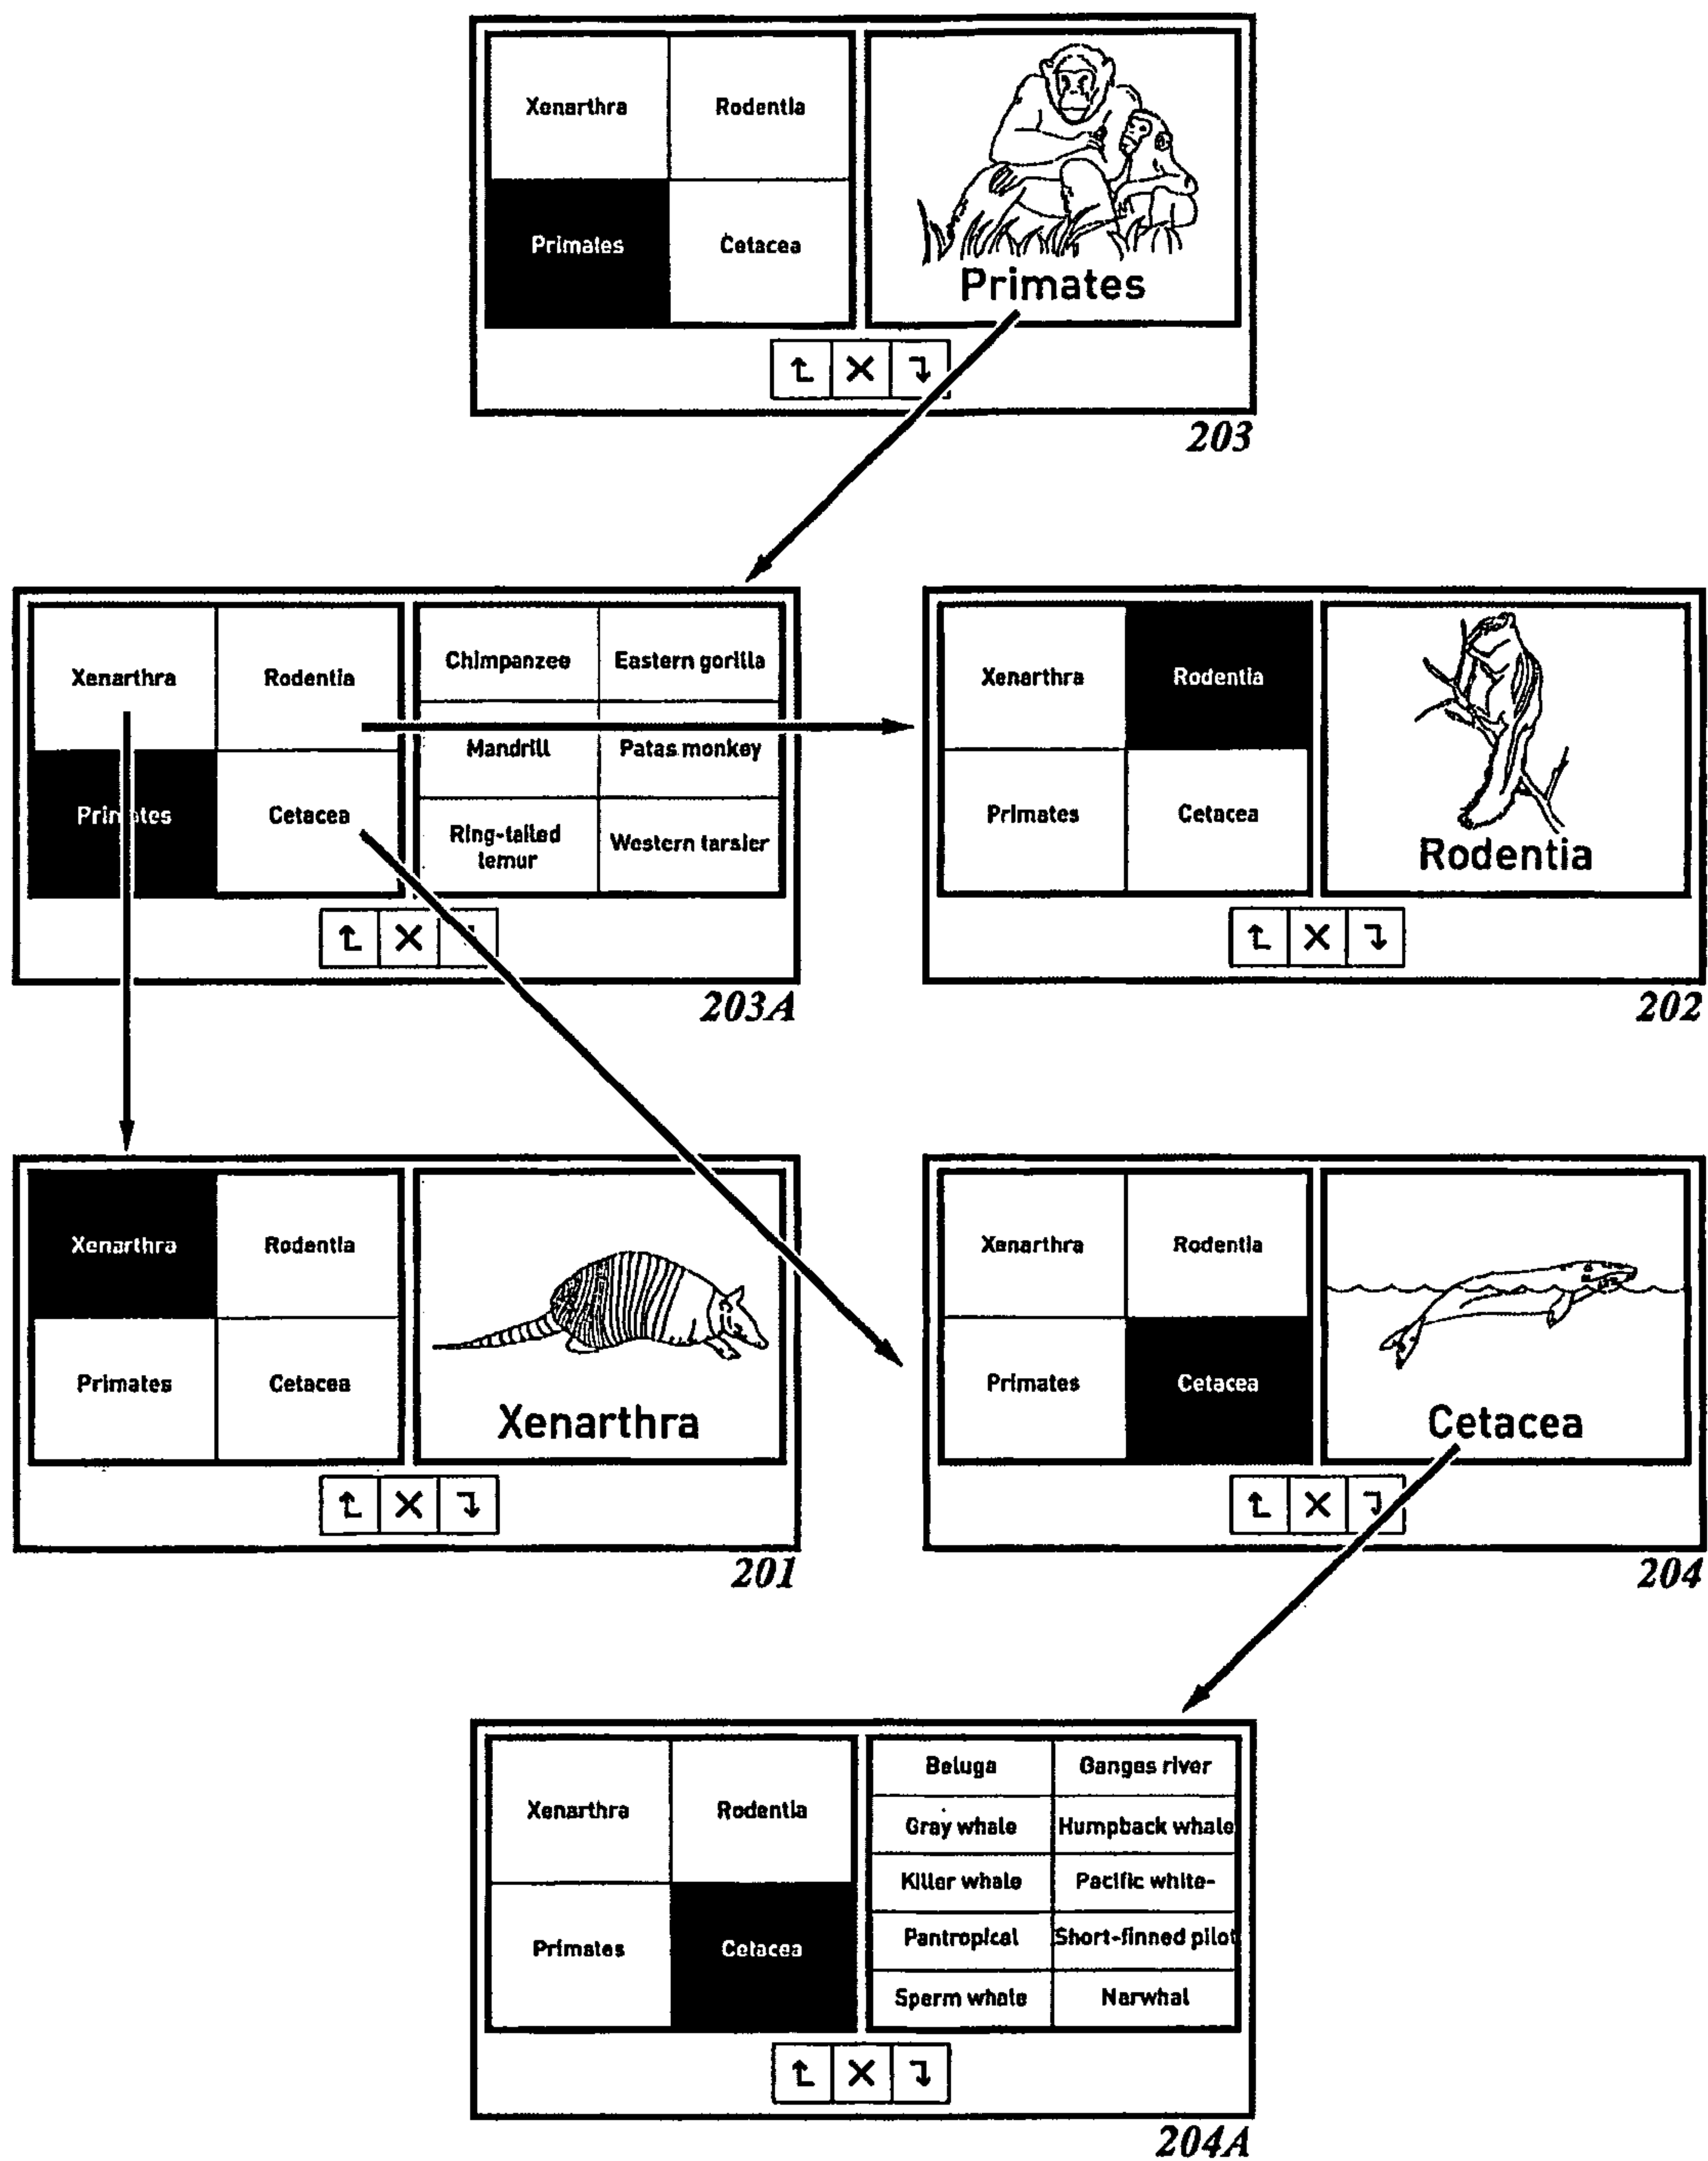 Xenarthra Rodentia
Primates Cetacea
Primates
203
Xenarthra Rodentia
Primates Cetacea
Chimpanzee Eastern gorilla
Mandrill Patas monkey
Ring-tailed
lemur
Western tarsier
203A
Xenarthra Rodentia
Primates Cetacea
Rodentia
202
Xenarthra Rodentia
Primates Cetacea
Xenarthra
201
Xenarthra Rodentia
Primates Cetacea
Cetacea
204
Xenarthra Rodentia
Primates Cetacea
Beluga Ganges river
Gray whale Humpback whale
Killer whale Pacific white-
Pantropical Short-finned pilot
Sperm whale Narwhal
204A